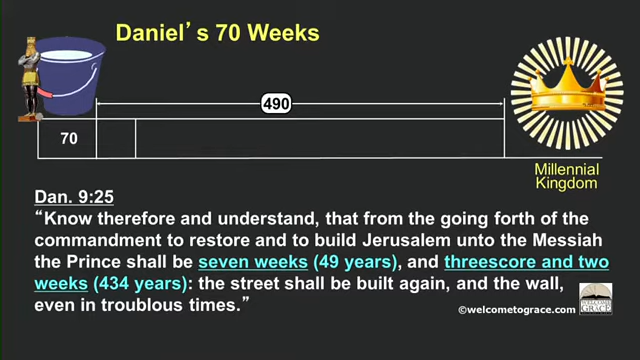 Daniel's 70 Weeks
490
70
Millennial
Kingdom
Dan. 9:25
“Know therefore and understand, that from the going forth of the
commandment to restore and to build Jerusalem unto the Messiah
the Prince shall be seven weeks (49 years), and threescore and two
weeks (434 years): the street shall be built again, and the wall,
even in troublous times.”
WELCOME
GRACE
©welcometograce.com